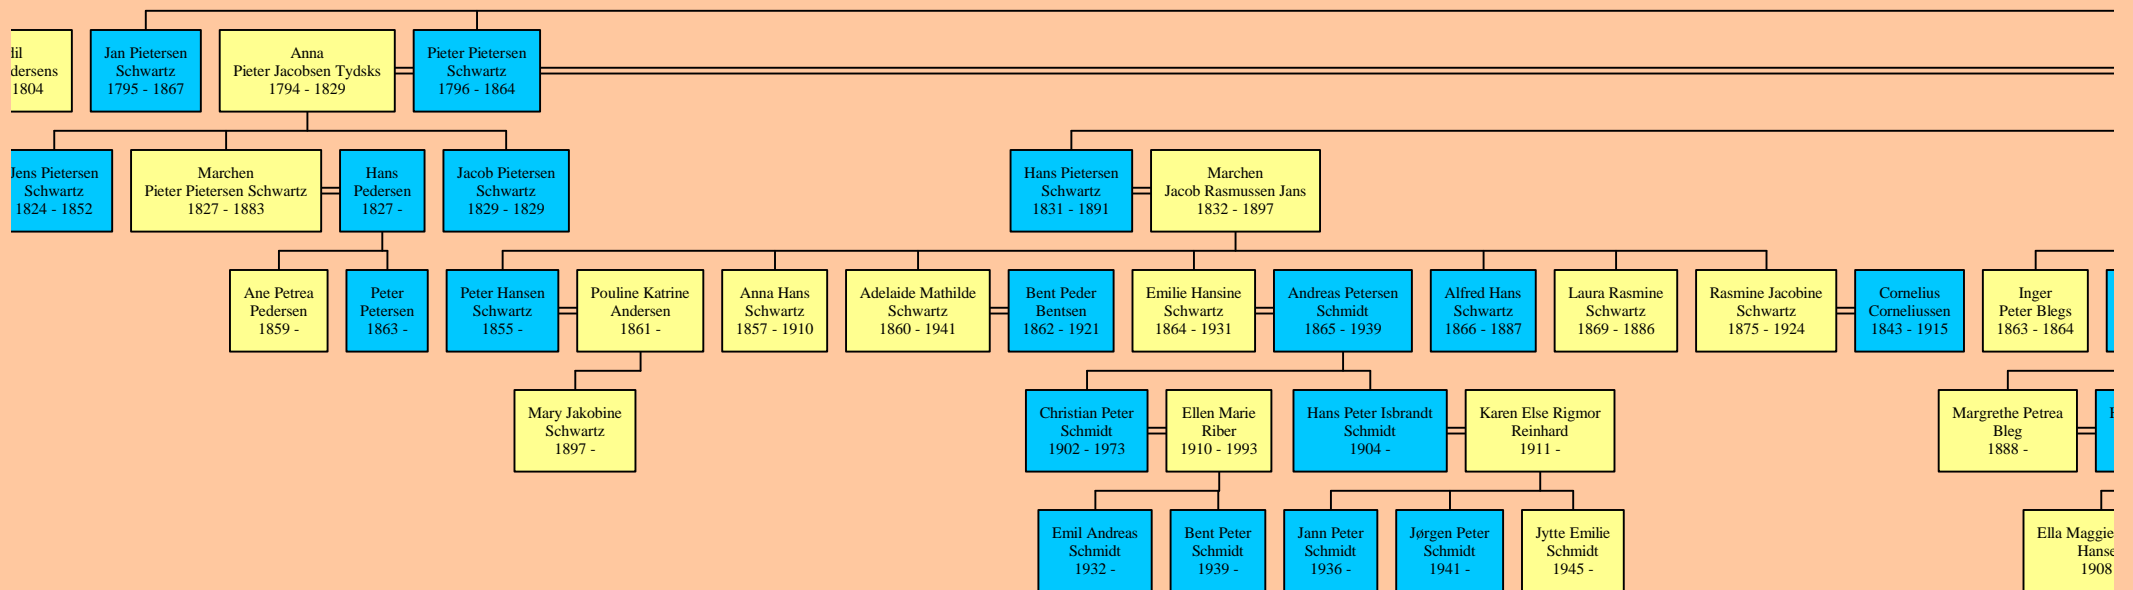 1804
Jan Pietersen
Schwartz
1795 - 1867
Anna
Pieter Jacobsen Tydsks
1794 - 1829
Pieter Pietersen
Schwartz
1796 - 1864
Jens Pietersen
Schwartz
1824 - 1852
Marchen
Pieter Pietersen Schwartz
1827 - 1883
Hans
Pedersen
1827 -
Jacob Pietersen
Schwartz
1829 - 1829
Hans Pietersen
Schwartz
1831 - 1891
Marchen
Jacob Rasmussen Jans
1832 - 1897
Ane Petrea
Pedersen
1859 -
Peter
Petersen
1863 -
Peter Hansen
Schwartz
1855 -
Pouline Katrine
Andersen
1861 -
Anna Hans
Schwartz
1857 - 1910
Adelaide Mathilde
Schwartz
1860 - 1941
Bent Peder
Bentsen
1862 - 1921
Emilie Hansine
Schwartz
1864 - 1931
Andreas Petersen
Schmidt
1865 - 1939
Alfred Hans
Schwartz
1866 - 1887
Laura Rasmine
Schwartz
1869 - 1886
Rasmine Jacobine
Schwartz
1875 - 1924
Cornelius
Corneliussen
1843 - 1915
Inger
Peter Blegs
1863 - 1864
Mary Jakobine
Schwartz
1897 -
Christian Peter
Schmidt
1902 - 1973
Ellen Marie
Riber
1910 - 1993
Hans Peter Isbrandt
Schmidt
1904 -
Karen Else Rigmor
Reinhard
1911 -
Margrethe Petrea
Bleg
1888 -
Emil Andreas
Schmidt
1932 -
Bent Peter
Schmidt
1939 -
Jann Peter
Schmidt
1936 -
Jørgen Peter
Schmidt
1941 -
Jytte Emilie
Schmidt
1945 -
Ella Maggie
Hanse
1908